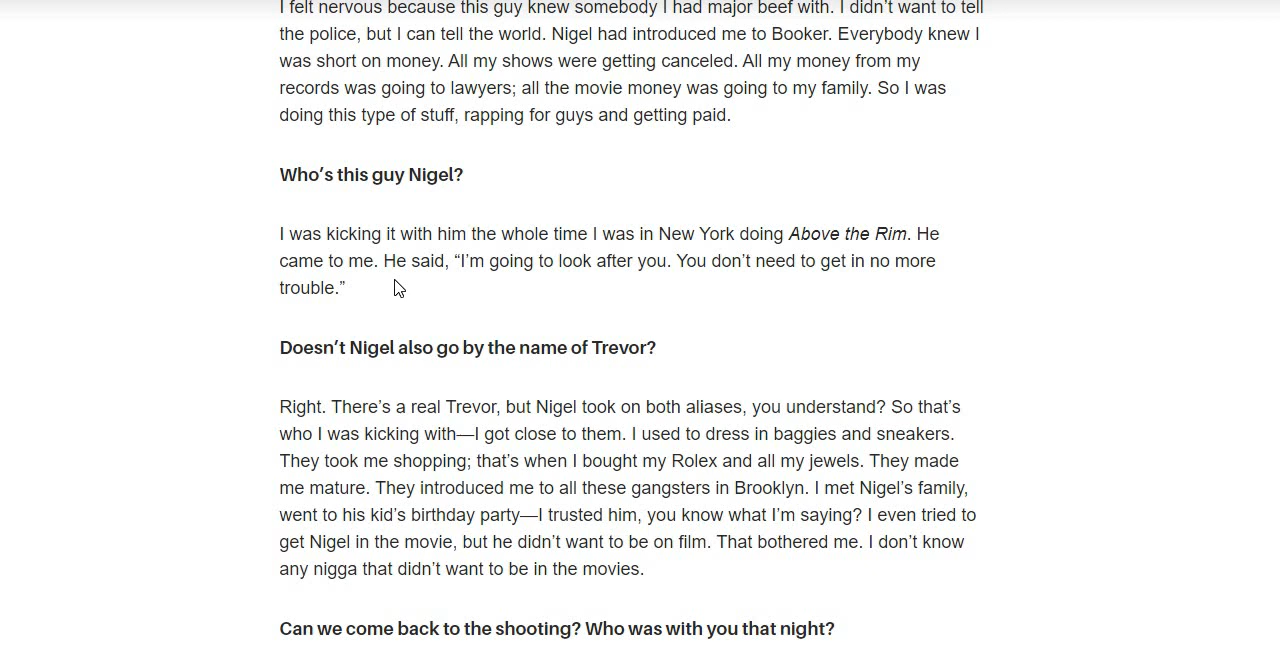 I felt nervous because this guy knew somebody I had major beef with. I didn’t want to tell
the police, but I can tell the world. Nigel had introduced me to Booker. Everybody knew I
was short on money. All my shows were getting canceled. All my money from my
records was going to lawyers; all the movie money was going to my family. So I was
doing this type of stuff, rapping for guys and getting paid.
Who’s this guy Nigel?
I was kicking it with him the whole time I was in New York doing Above the Rim. He
came to me. He said, “I’m going to look after you. You don’t need to get in no more
trouble.”
Doesn’t Nigel also go by the name of Trevor?
Right. There’s a real Trevor, but Nigel took on both aliases, you understand? So that’s
who I was kicking with—I got close to them. I used to dress in baggies and sneakers.
They took me shopping; that’s when I bought my Rolex and all my jewels. They made
me mature. They introduced me to all these gangsters in Brooklyn. I met Nigel’s family,
went to his kid’s birthday party—I trusted him, you know what I’m saying? I even tried to
get Nigel in the movie, but he didn’t want to be on film. That bothered me. I don’t know
any nigga that didn’t want to be in the movies.
Can we come back to the shooting? Who was with you that night?